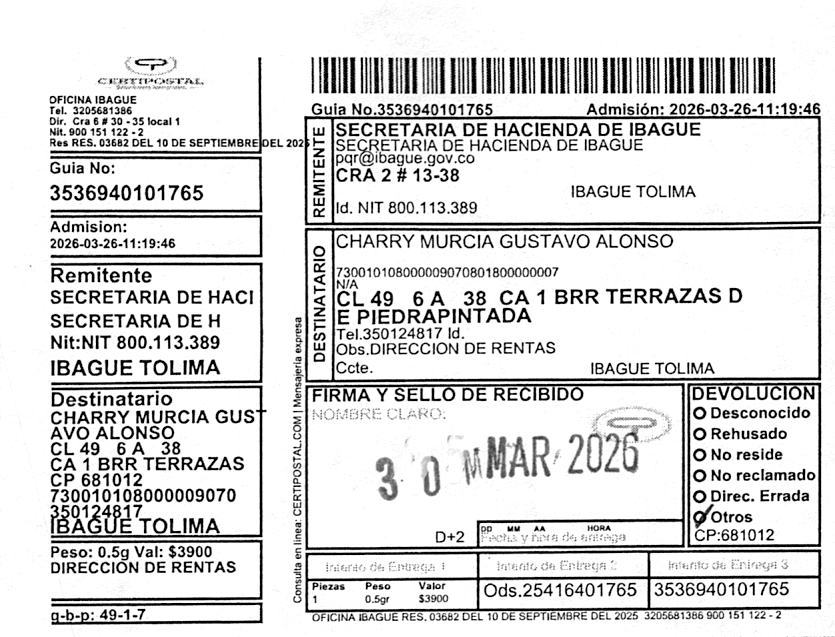 CERTIPOSTAL
OFICINA IBAGUE
Tel. 3205681386
Dir. Cra 6 # 30 - 35 local 1
Nit. 900 151 122 - 2
Res RES. 03682 DEL 10 DE SEPTIEMBRE DEL 2025
Guia No:
3536940101765
Admision:
2026-03-26-11:19:46
Remitente
SECRETARIA DE HACI
SECRETARIA DE H
Nit:NIT 800.113.389
IBAGUE TOLIMA
Destinatario
CHARRY MURCIA GUST
AVO ALONSO
CL 49 6 A 38
CA 1 BRR TERRAZAS
CP 681012
730010108000009070
350124817
IBAGUE TOLIMA
Peso: 0.5g Val: $3900
DIRECCIÓN DE RENTAS
g-b-p: 49-1-7
Consulta en linea: CERTIPOSTAL.COM | Mensajería expresa
Guia No.3536940101765 Admisión: 2026-03-26-11:19:46
REMITENTE
SECRETARIA DE HACIENDA DE IBAGUE
SECRETARIA DE HACIENDA DE IBAGUE
pqr@ibague.gov.co
CRA 2 # 13-38
IBAGUE TOLIMA
Id. NIT 800.113.389
DESTINATARIO
CHARRY MURCIA GUSTAVO ALONSO
730010108000009070801800000007
N/A
CL 49 6 A 38 CA 1 BRR TERRAZAS D
E PIEDRAPINTADA
Tel.350124817 Id.
Obs.DIRECCION DE RENTAS
Ccte. IBAGUE TOLIMA
FIRMA Y SELLO DE RECIBIDO
NOMBRE CLARO:
30 MAR 2026
D+2
DD MM AA HORA
Fecha y hora de entrega
DEVOLUCION
Desconocido
Rehusado
No reside
No reclamado
Direc. Errada
Otros
CP:681012
Intento de Entrega 1 Intento de Entrega 2 Intento de Entrega 3
Piezas Peso Valor
1 0.5gr $3900
Ods.25416401765 3536940101765
OFICINA IBAGUE RES. 03682 DEL 10 DE SEPTIEMBRE DEL 2025 3205681386 900 151 122 - 2